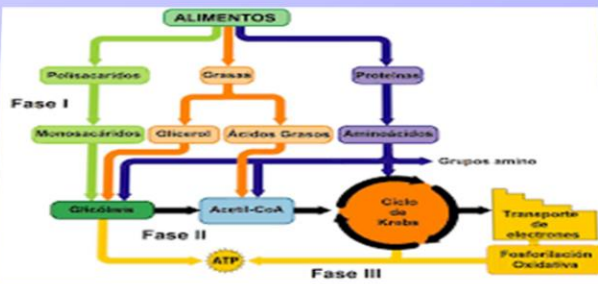 ALIMENTOS
Polisacaridos
Grasas
Proteínas
Fase I
Monosacáridos
Glicerol
Ácidos Grasos
Aminoácidos
Grupos amino
Glicólisis
Acetil-CoA
Ciclo
de
Krebs
Transporte
de
electrones
Fase II
Fosforilación
Oxidativa
ATP
Fase III